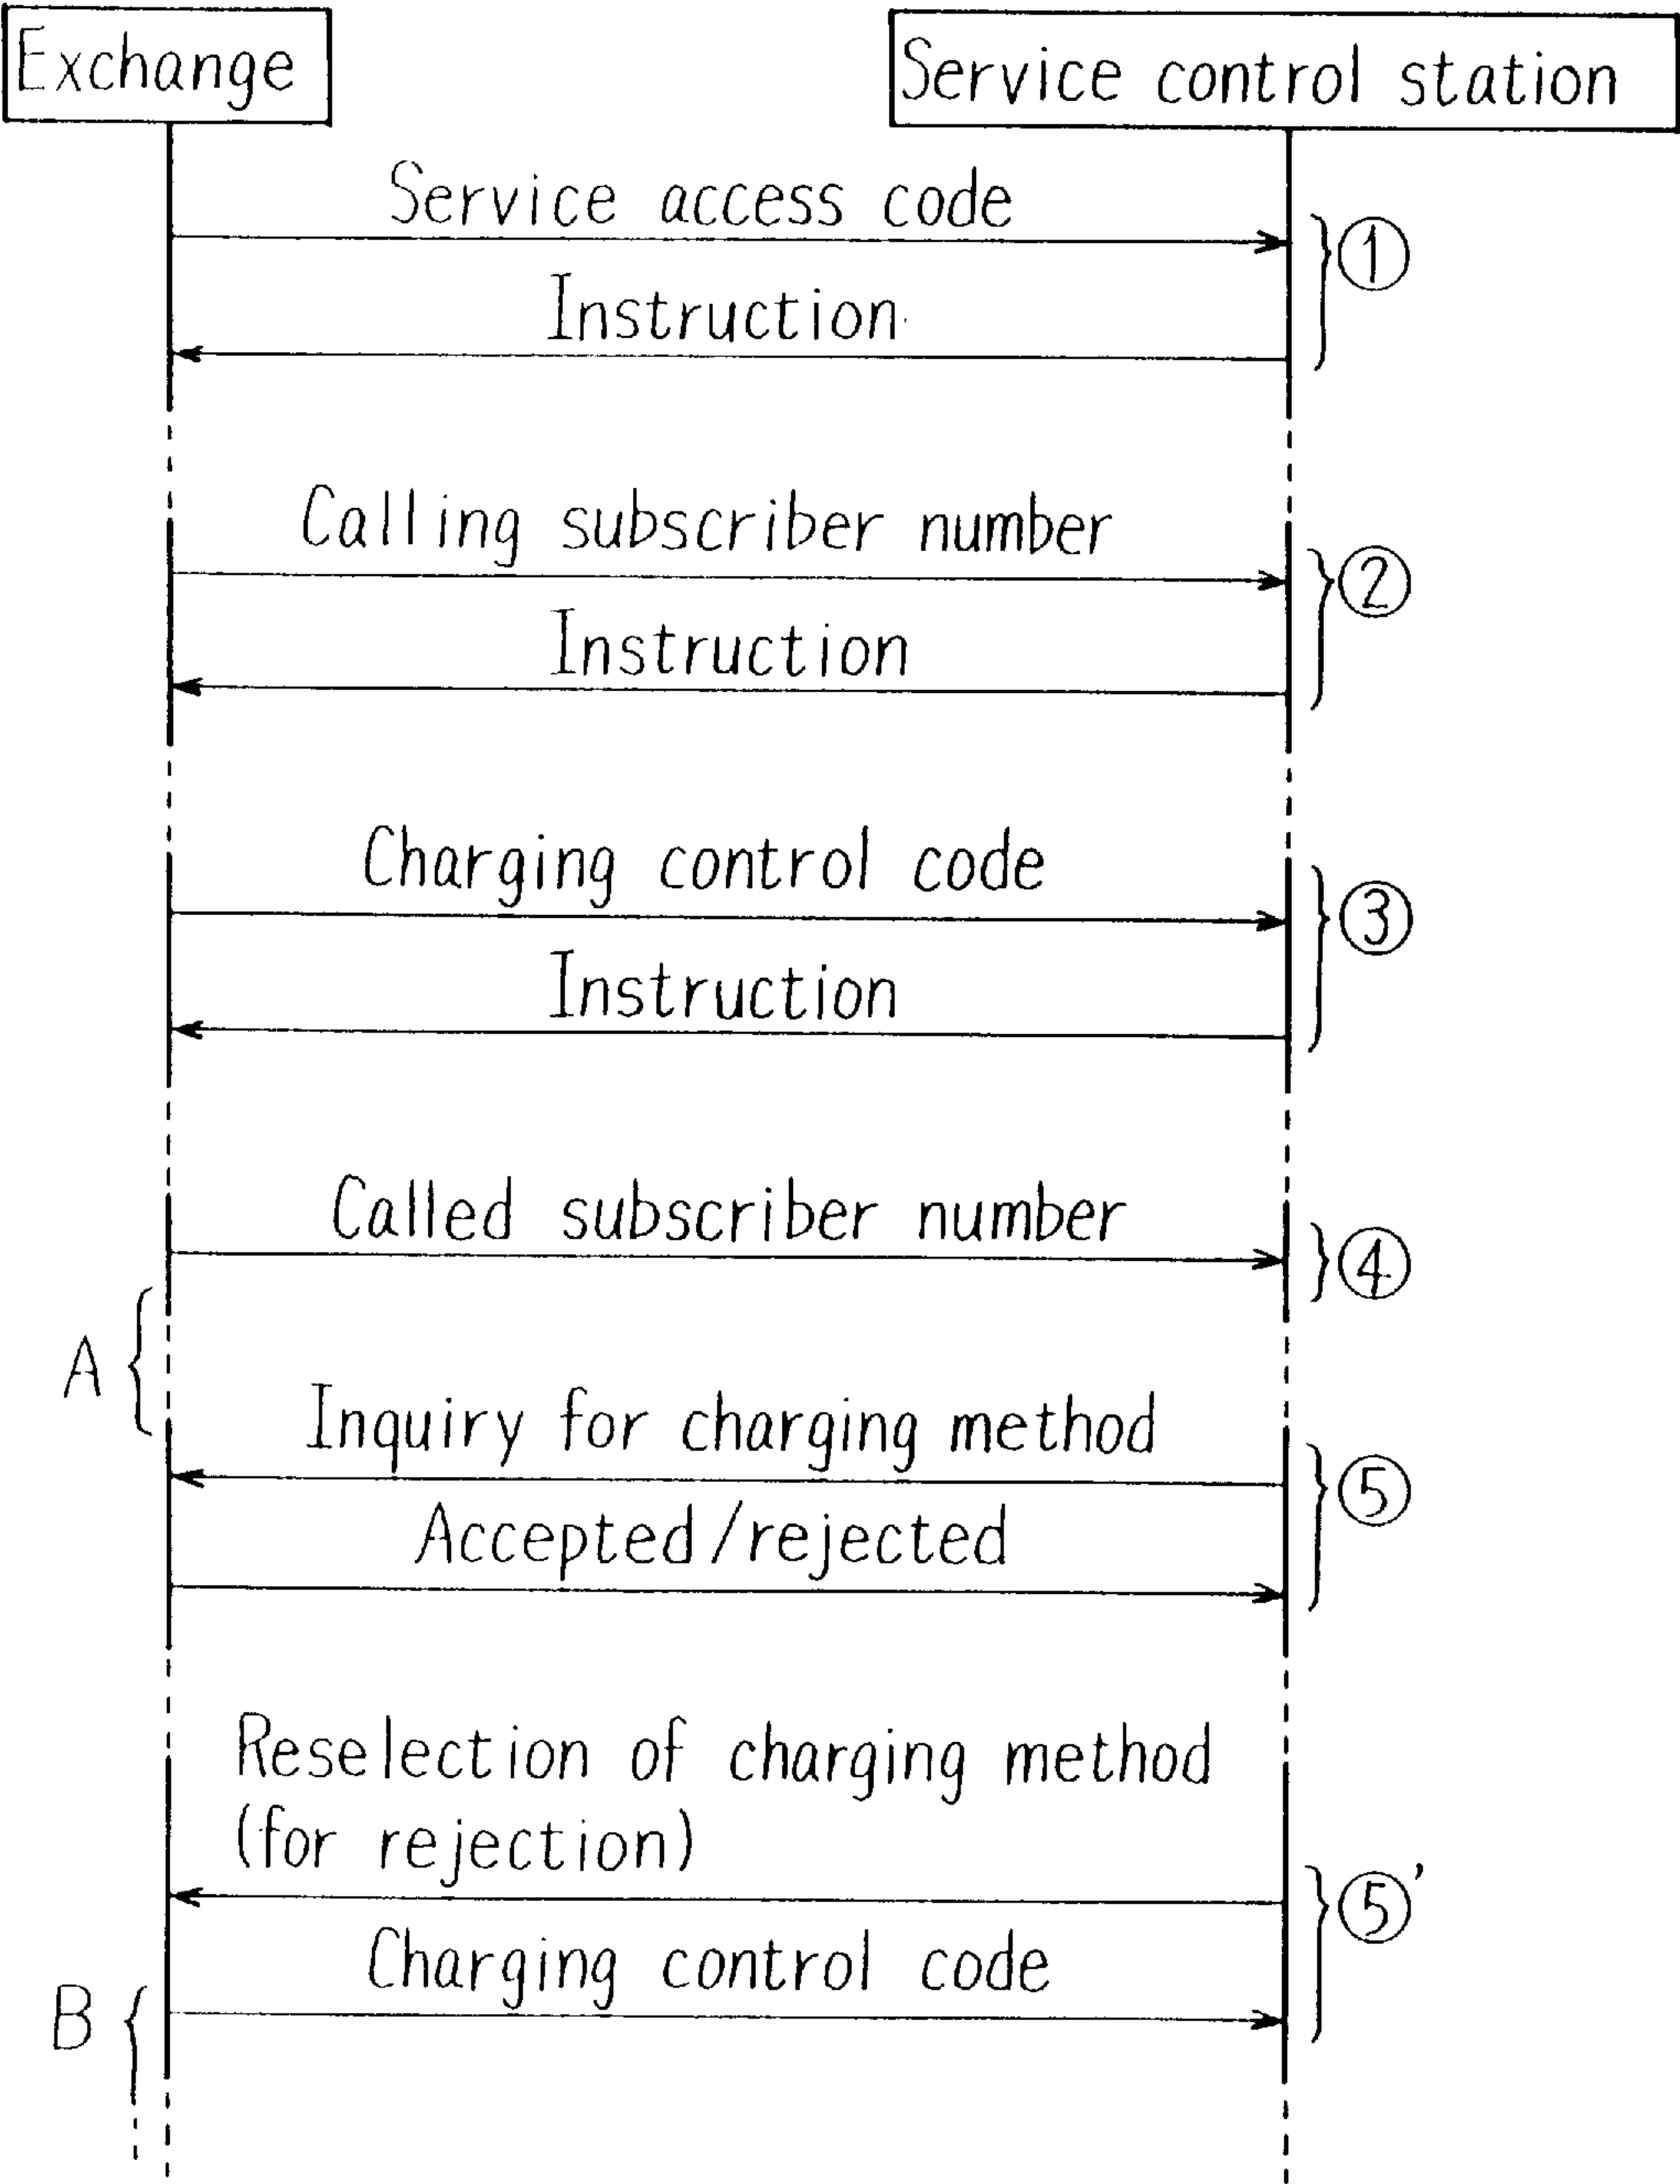 Exchange
Service control station
Service access code
①
Instruction
Calling subscriber number
②
Instruction
Charging control code
③
Instruction
Called subscriber number
④
A
Inquiry for charging method
⑤
Accepted/rejected
Reselection of charging method
(for rejection)
⑤'
Charging control code
B